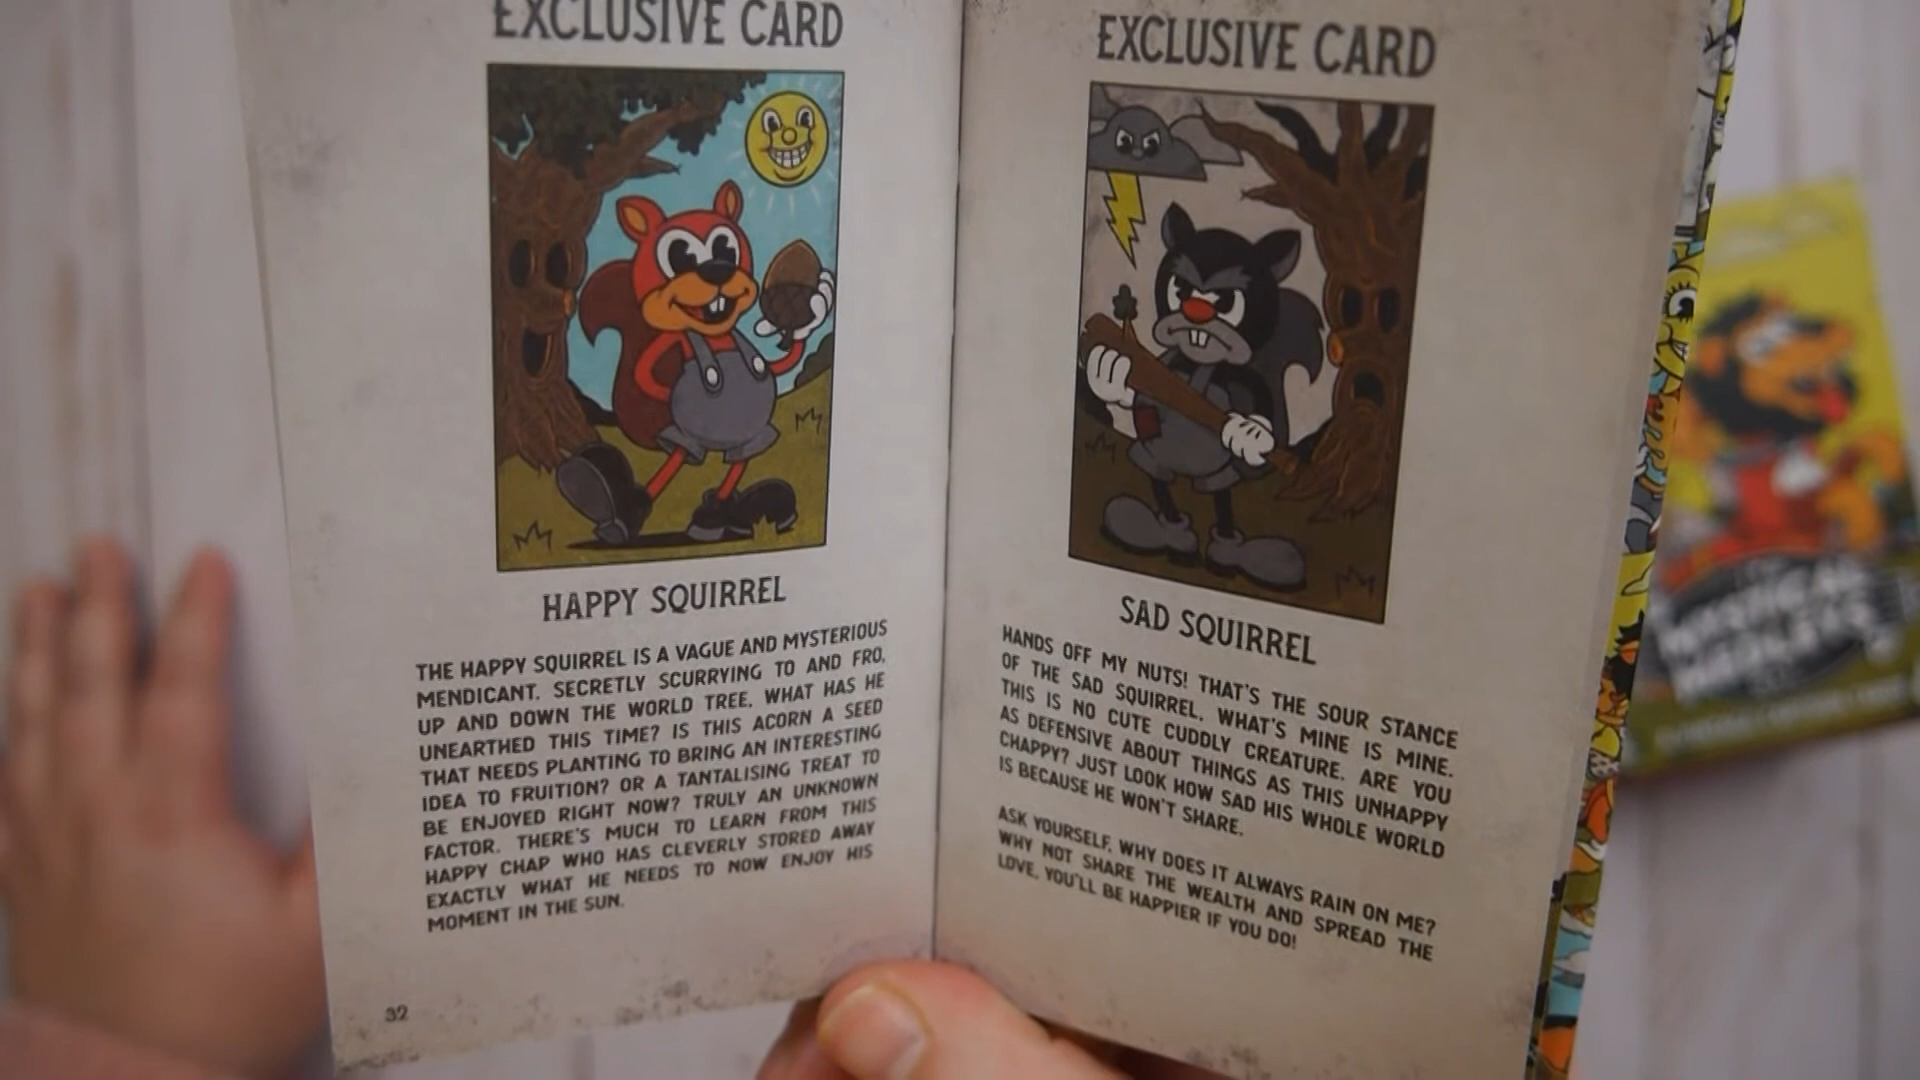 EXCLUSIVE CARD
HAPPY SQUIRREL
THE HAPPY SQUIRREL IS A VAGUE AND MYSTERIOUS
MENDICANT. SECRETLY SCURRYING TO AND FRO,
UP AND DOWN THE WORLD TREE, WHAT HAS HE
UNEARTHED THIS TIME? IS THIS ACORN A SEED
THAT NEEDS PLANTING TO BRING AN INTERESTING
IDEA TO FRUITION? OR A TANTALISING TREAT TO
BE ENJOYED RIGHT NOW? TRULY AN UNKNOWN
FACTOR. THERE'S MUCH TO LEARN FROM THIS
HAPPY CHAP WHO HAS CLEVERLY STORED AWAY
EXACTLY WHAT HE NEEDS TO NOW ENJOY HIS
MOMENT IN THE SUN.
32
EXCLUSIVE CARD
SAD SQUIRREL
HANDS OFF MY NUTS! THAT'S THE SOUR STANCE
OF THE SAD SQUIRREL. WHAT'S MINE IS MINE.
THIS IS NO CUTE CUDDLY CREATURE. ARE YOU
AS DEFENSIVE ABOUT THINGS AS THIS UNHAPPY
CHAPPY? JUST LOOK HOW SAD HIS WHOLE WORLD
IS BECAUSE HE WON'T SHARE.
ASK YOURSELF, WHY DOES IT ALWAYS RAIN ON ME?
WHY NOT SHARE THE WEALTH AND SPREAD THE
LOVE, YOU'LL BE HAPPIER IF YOU DO!